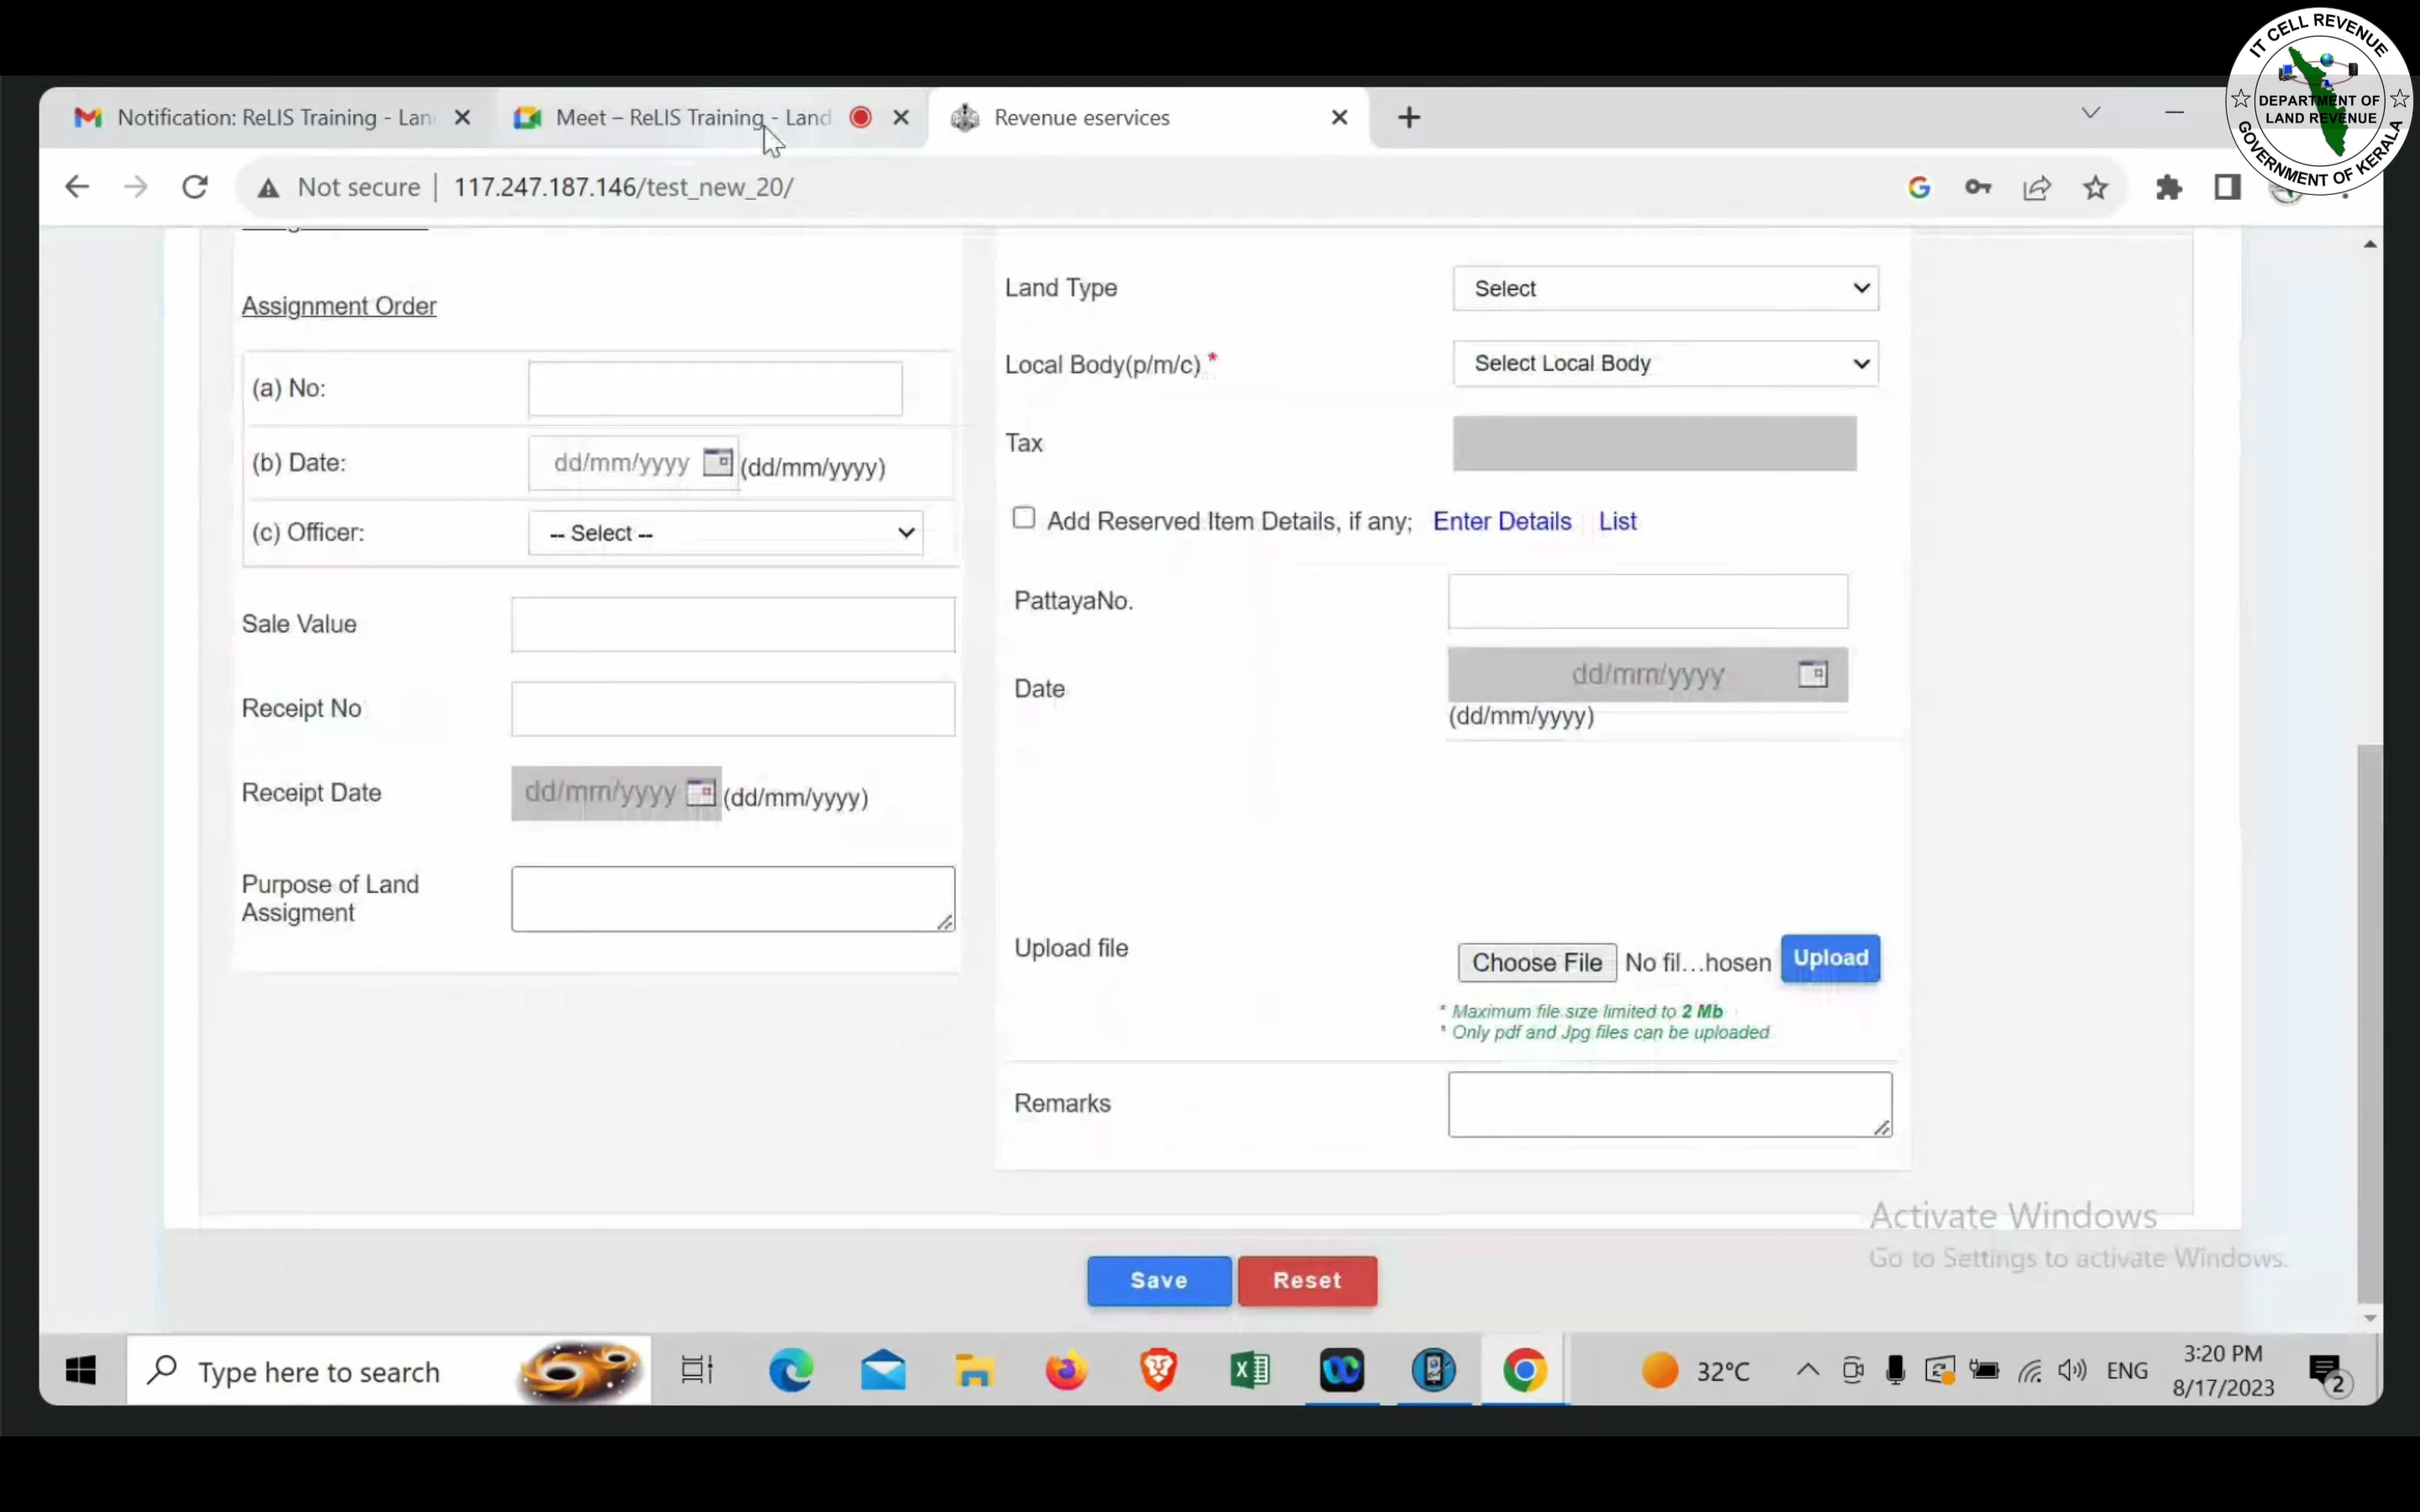 IT CELL REVENUE
DEPARTMENT OF
LAND REVENUE
GOVERNMENT OF KERALA
Notification: ReLIS Training - Lan
Meet – ReLIS Training - Land
Revenue eservices
Not secure | 117.247.187.146/test_new_20/
Assignment Order
(a) No:
(b) Date: dd/mm/yyyy (dd/mm/yyyy)
(c) Officer: -- Select --
Sale Value
Receipt No
Receipt Date dd/mm/yyyy (dd/mm/yyyy)
Purpose of Land
Assigment
Land Type Select
Local Body(p/m/c) * Select Local Body
Tax
Add Reserved Item Details, if any; Enter Details List
PattayaNo.
Date dd/mm/yyyy
(dd/mm/yyyy)
Upload file Choose File No fil...hosen Upload
* Maximum file size limited to 2 Mb
* Only pdf and Jpg files can be uploaded
Remarks
Activate Windows
Go to Settings to activate Windows.
Save Reset
Type here to search
32°C
ENG
3:20 PM
8/17/2023
2